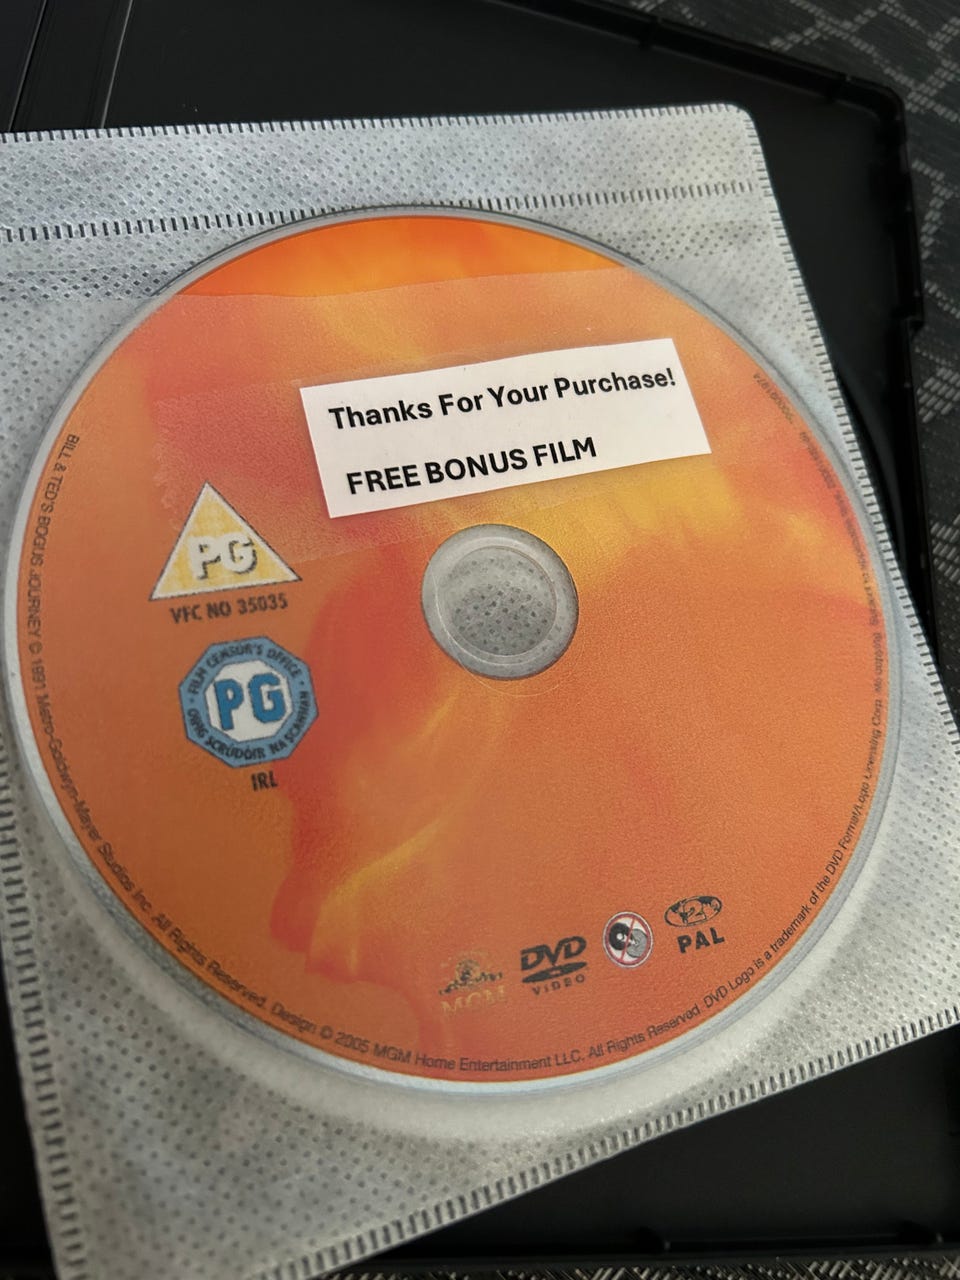 Thanks For Your Purchase!
FREE BONUS FILM
PG
VFC NO 35035
FILM CENSOR'S OFFICE
PG
OIFIG SCRÚDÓIR NA SCANNÁN
IRL
MGM
DVD
VIDEO
2
PAL
BILL & TED'S BOGUS JOURNEY © 1991 Metro-Goldwyn-Mayer Studios Inc. All Rights Reserved. Design © 2005 MGM Home Entertainment LLC. All Rights Reserved. DVD Logo is a trademark of the DVD Format/Logo Licensing Corp.